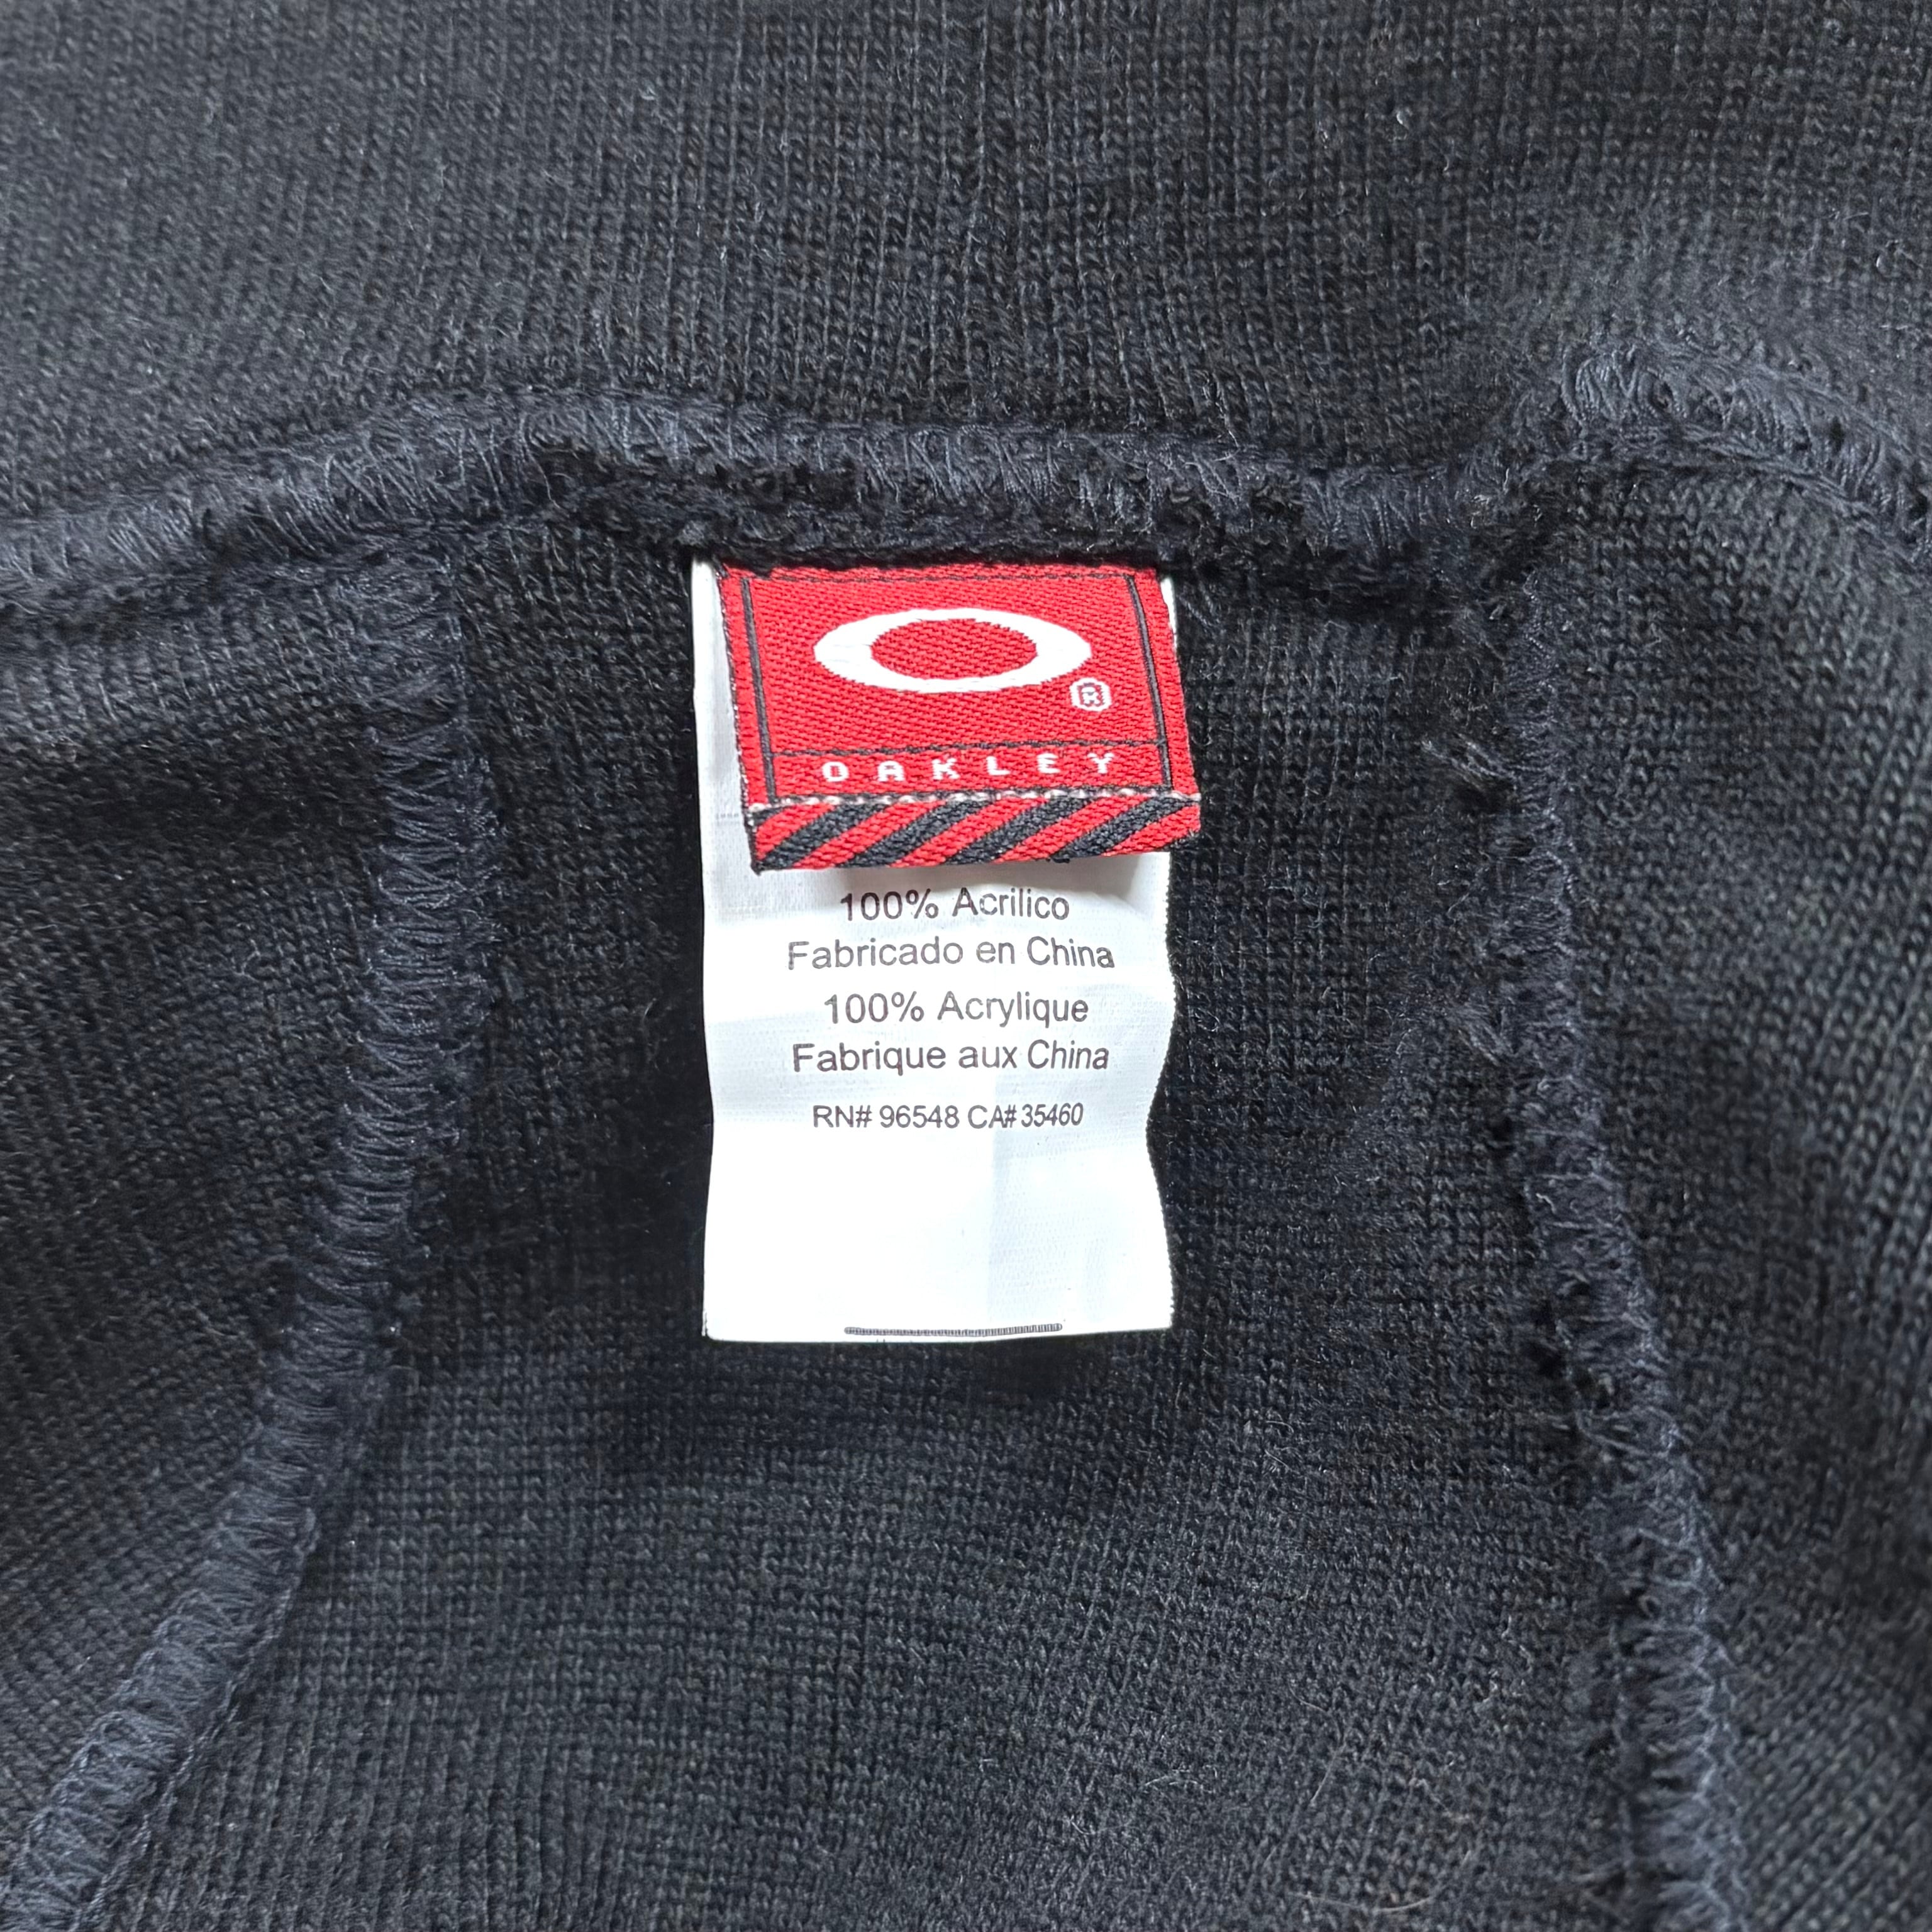 ®
OAKLEY
100% Acrilico
Fabricado en China
100% Acrylique
Fabrique aux China
RN# 96548 CA# 35460